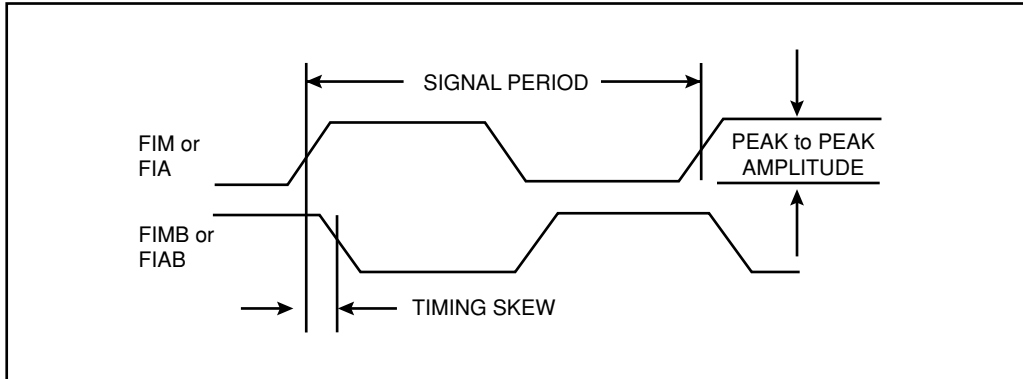 SIGNAL PERIOD
FIM or
FIA
PEAK to PEAK
AMPLITUDE
FIMB or
FIAB
TIMING SKEW